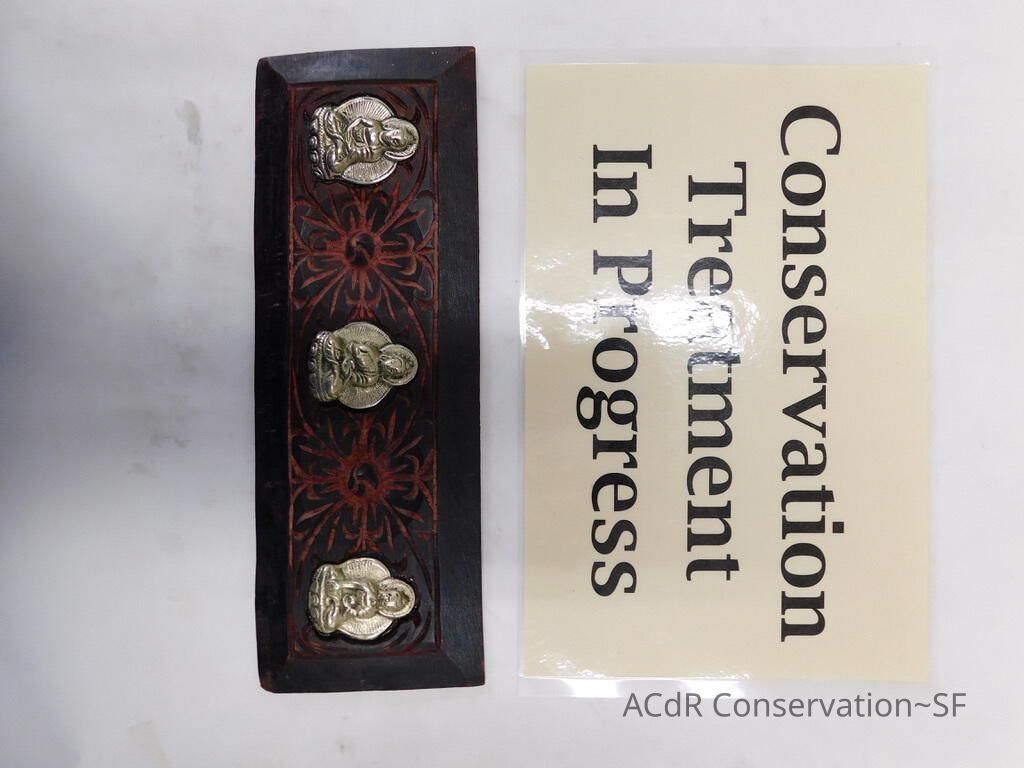 Conservation
Treatment
In Progress
ACdR Conservation~SF